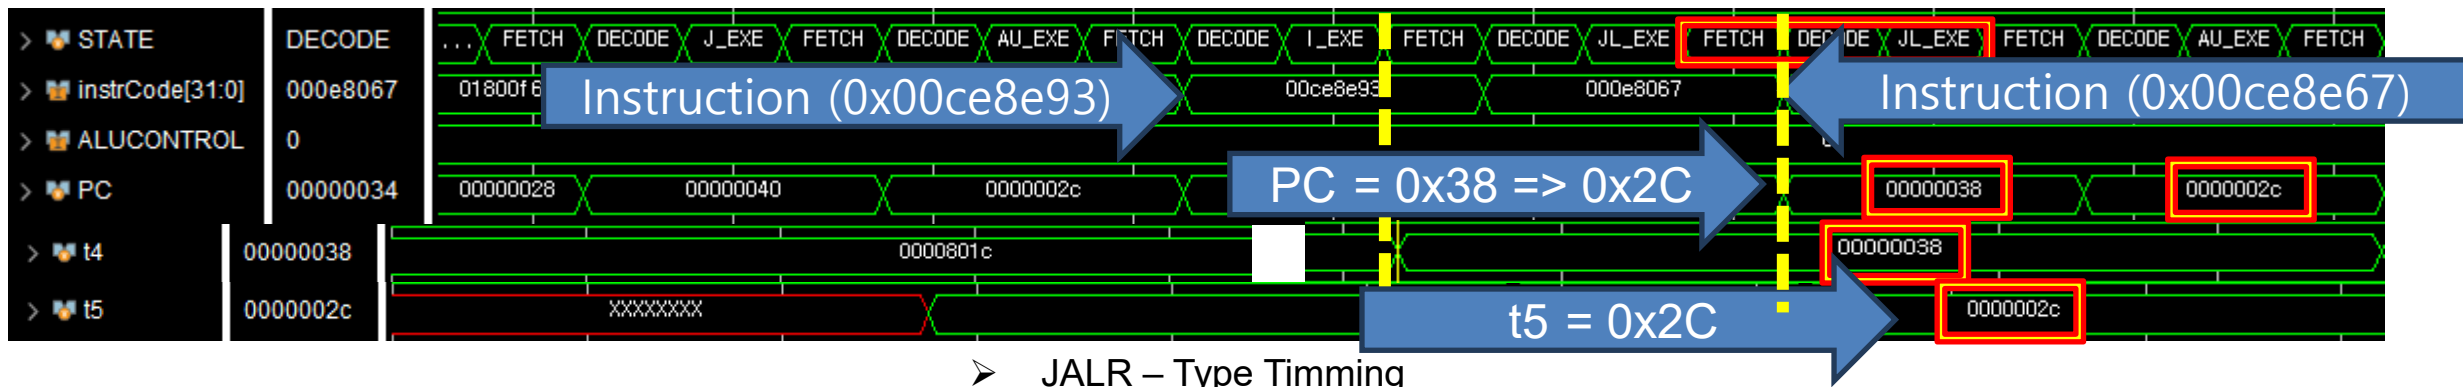 > STATE DECODE ... FETCH DECODE J_EXE FETCH DECODE AU_EXE FETCH DECODE I_EXE FETCH DECODE JL_EXE FETCH DECODE JL_EXE FETCH DECODE AU_EXE FETCH
> instrCode[31:0] 000e8067 01800f6 00ce8e93 000e8067
Instruction (0x00ce8e93)
Instruction (0x00ce8e67)
> ALUCONTROL 0
> PC 00000034 00000028 00000040 0000002c 00000038 0000002c
PC = 0x38 => 0x2C
> t4 00000038 0000801c 00000038
> t5 0000002c XXXXXXXX 0000002c
t5 = 0x2C
➤ JALR – Type Timming